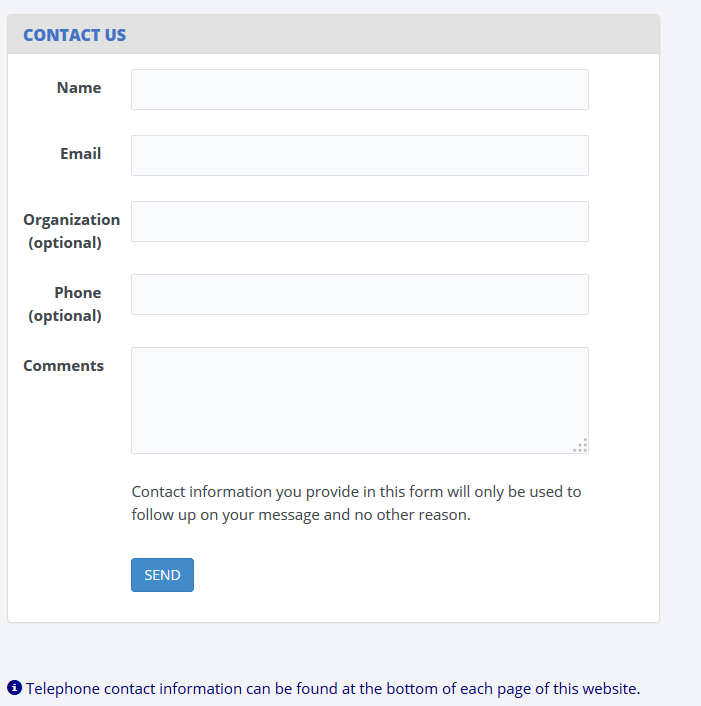 CONTACT US
Name
Email
Organization
(optional)
Phone
(optional)
Comments
Contact information you provide in this form will only be used to
follow up on your message and no other reason.
SEND
Telephone contact information can be found at the bottom of each page of this website.